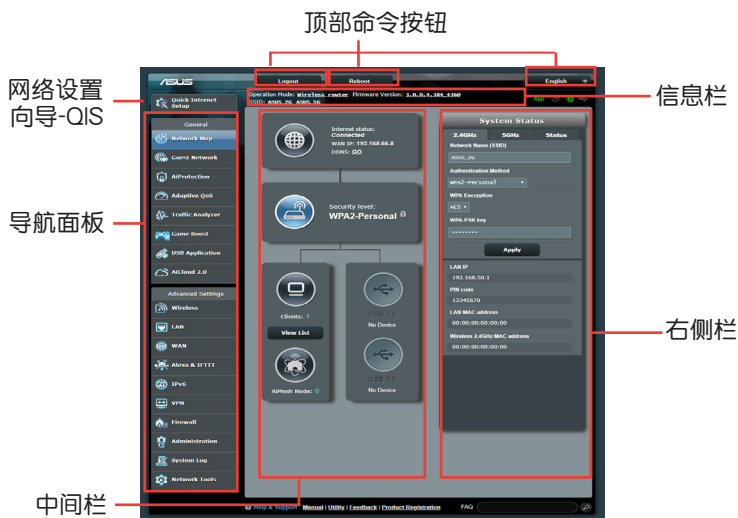 顶部命令按钮
网络设置
向导-QIS
导航面板
中间栏
信息栏
右侧栏
ASUS
Logout
Reboot
English
Operation Mode: Wireless router Firmware Version: 3.0.0.4.384_4360
SSID: ASUS_2G ASUS_5G
App
Quick Internet
Setup
General
Network Map
Guest Network
AiProtection
Adaptive QoS
Traffic Analyzer
Game Boost
USB Application
AiCloud 2.0
Advanced Settings
Wireless
LAN
WAN
Alexa & IFTTT
IPv6
VPN
Firewall
Administration
System Log
Network Tools
Internet status:
Connected
WAN IP: 192.168.66.8
DDNS: GO
Security level:
WPA2-Personal
Clients: 4
View List
AiMesh Node: 0
USB 3.0
No Device
USB 2.0
No Device
System Status
2.4GHz
5GHz
Status
Network Name (SSID)
ASUS_2G
Authentication Method
WPA2-Personal
WPA Encryption
AES
WPA-PSK key
••••••••
Apply
LAN IP
192.168.50.1
PIN code
12345670
LAN MAC address
00:00:00:00:00:00
Wireless 2.4GHz MAC address
00:00:00:00:00:00
Help & Support Manual | Utility | Feedback | Product Registration
FAQ